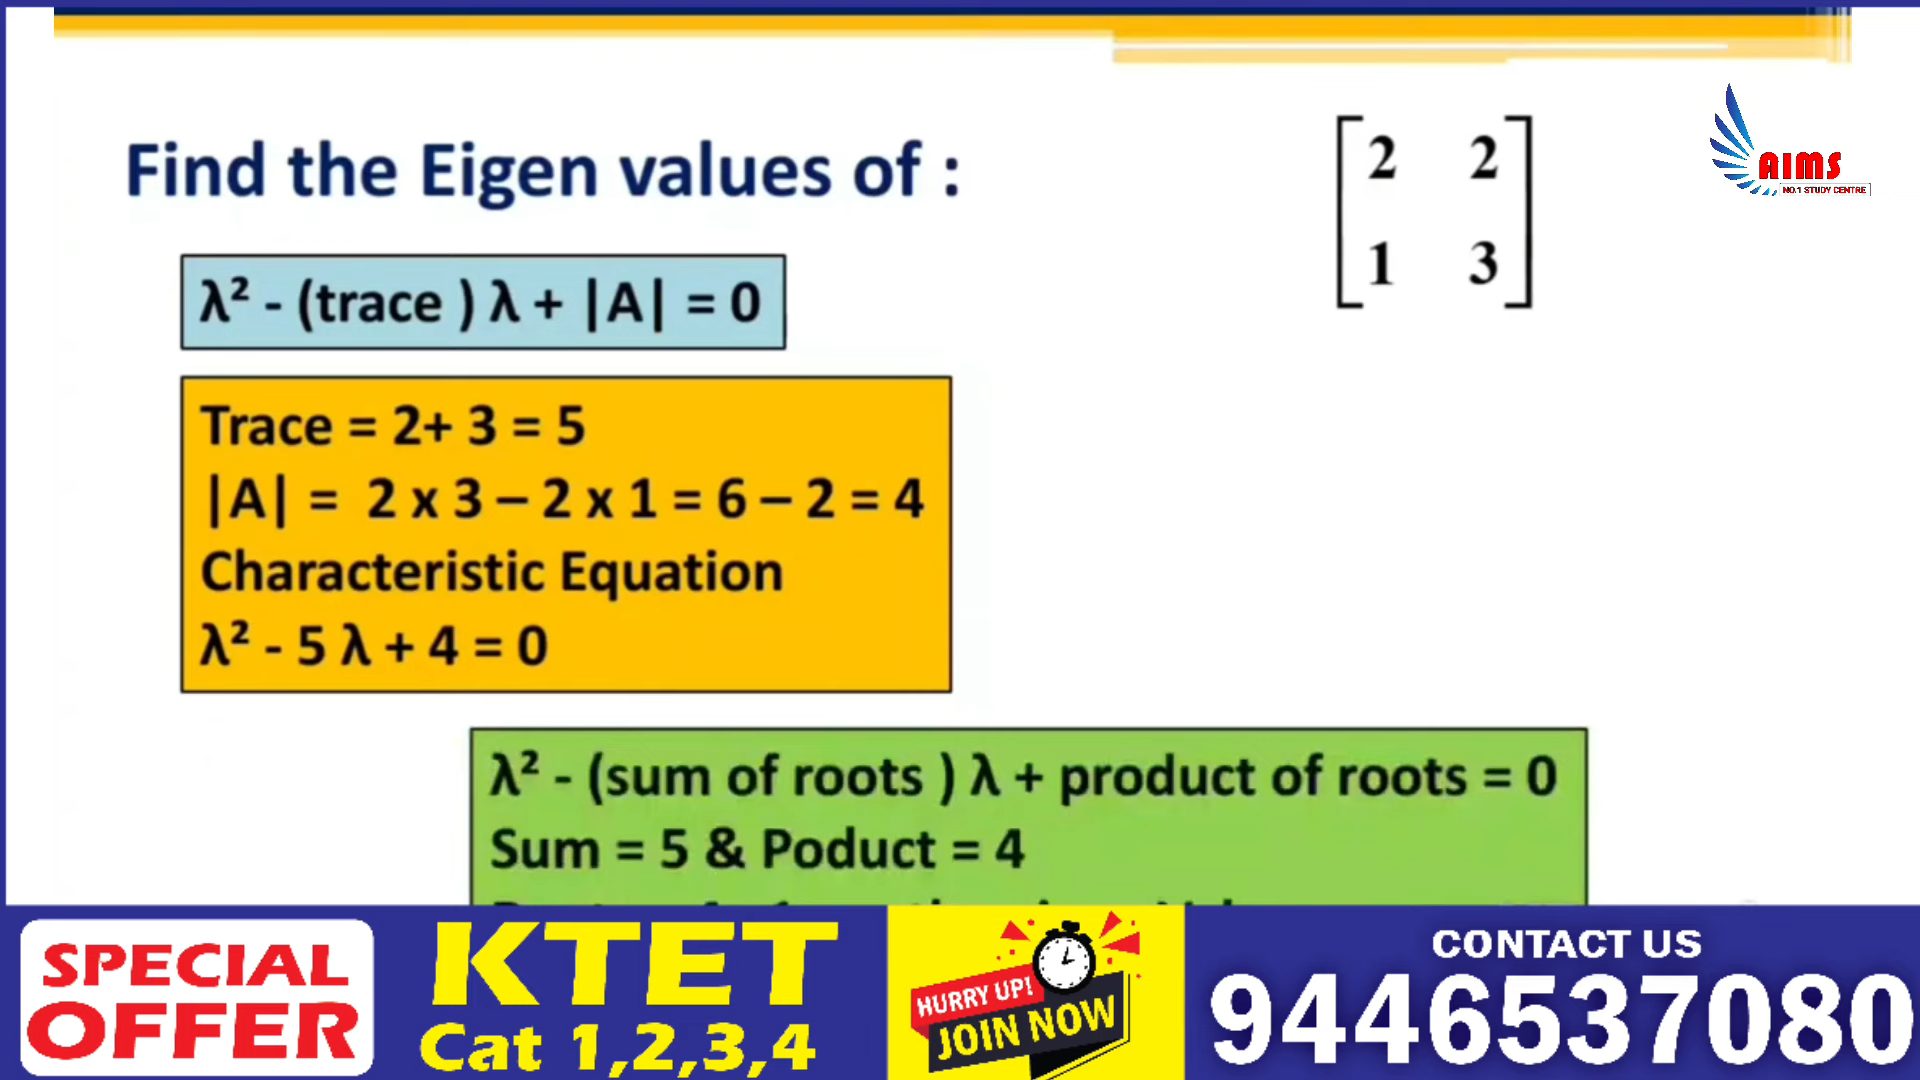 Find the Eigen values of :
2 2
1 3
AIMS
NO.1 STUDY CENTRE
λ² - (trace ) λ + |A| = 0
Trace = 2+ 3 = 5
|A| = 2 x 3 – 2 x 1 = 6 – 2 = 4
Characteristic Equation
λ² - 5 λ + 4 = 0
λ² - (sum of roots ) λ + product of roots = 0
Sum = 5 & Poduct = 4
SPECIAL
OFFER
KTET
Cat 1,2,3,4
HURRY UP!
JOIN NOW
CONTACT US
9446537080